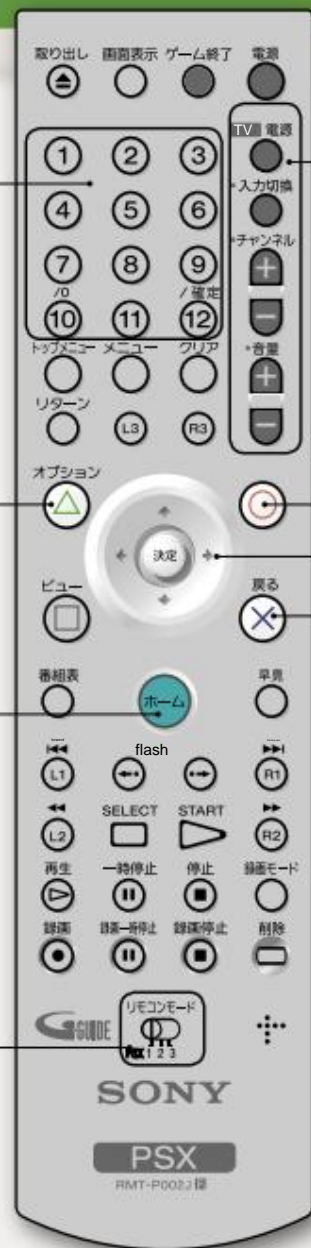 取り出し 画面表示 ゲーム終了 電源
TV 電源
1 2 3
入力切換
4 5 6
チャンネル
7 8 9
/0 /確定
10 11 12
トップメニュー メニュー クリア
音量
リターン
L3 R3
オプション
決定
ビュー 戻る
番組表 早見
ホーム
flash
L1 R1
SELECT START
L2 R2
再生 一時停止 停止 録画モード
録画 録画一時停止 録画停止 削除
リモコンモード
G-GUIDE
1 2 3
SONY
PSX
RMT-P002J